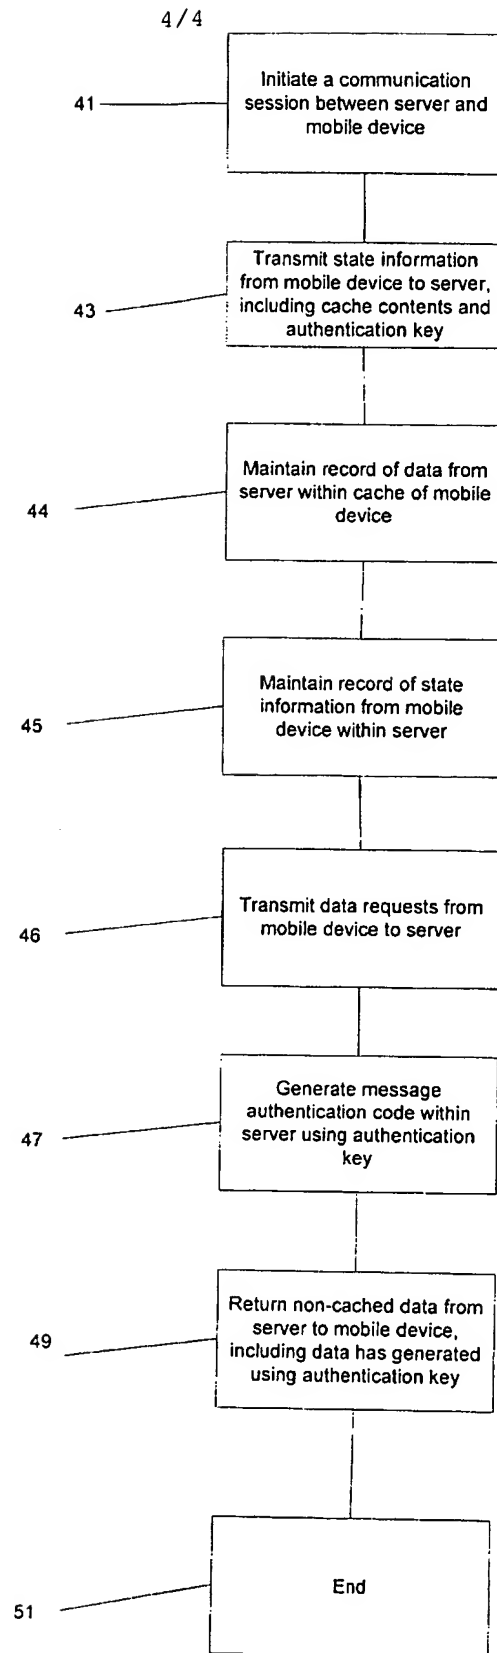 4/4
41
Initiate a communication
session between server and
mobile device
43
Transmit state information
from mobile device to server,
including cache contents and
authentication key
44
Maintain record of data from
server within cache of mobile
device
45
Maintain record of state
information from mobile
device within server
46
Transmit data requests from
mobile device to server
47
Generate message
authentication code within
server using authentication
key
49
Return non-cached data from
server to mobile device,
including data has generated
using authentication key
51
End